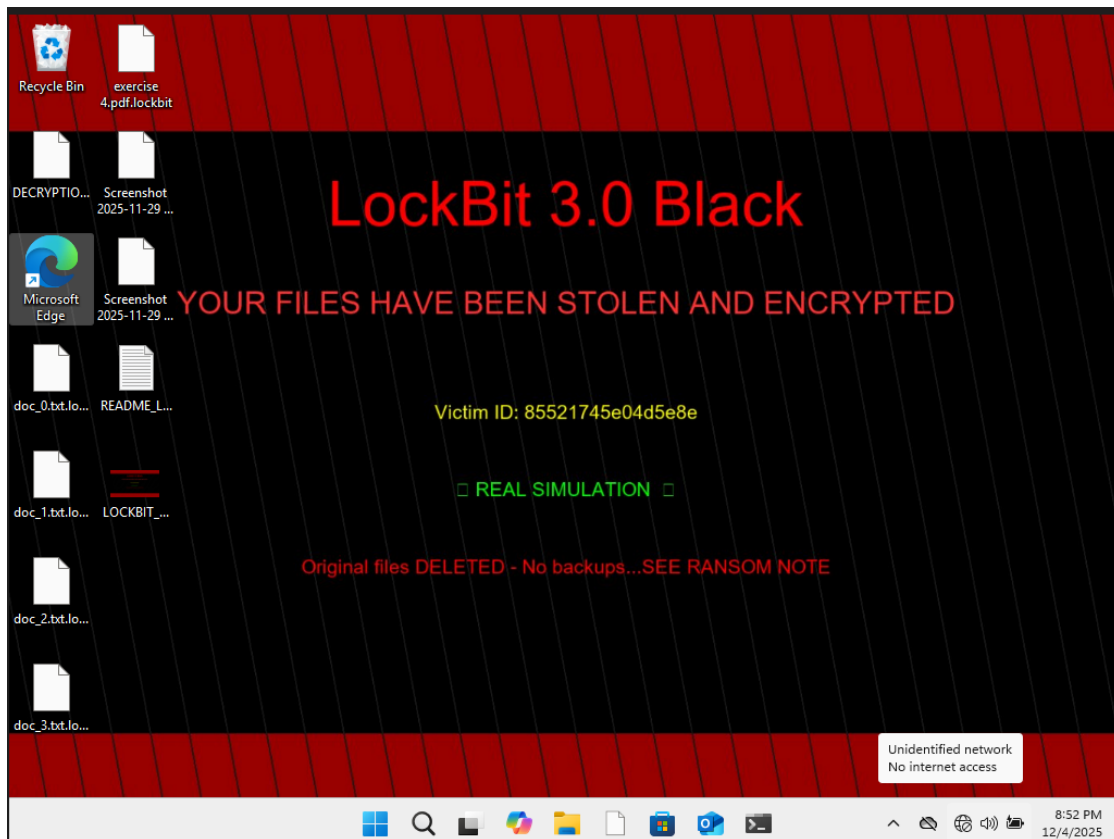 Recycle Bin
exercise
4.pdf.lockbit
DECRYPTIO...
Screenshot
2025-11-29 ...
Microsoft
Edge
Screenshot
2025-11-29 ...
doc_0.txt.lo...
README_L...
doc_1.txt.lo...
LOCKBIT_...
doc_2.txt.lo...
doc_3.txt.lo...
LockBit 3.0 Black
YOUR FILES HAVE BEEN STOLEN AND ENCRYPTED
Victim ID: 85521745e04d5e8e
□ REAL SIMULATION □
Original files DELETED - No backups...SEE RANSOM NOTE
Unidentified network
No internet access
8:52 PM
12/4/2025